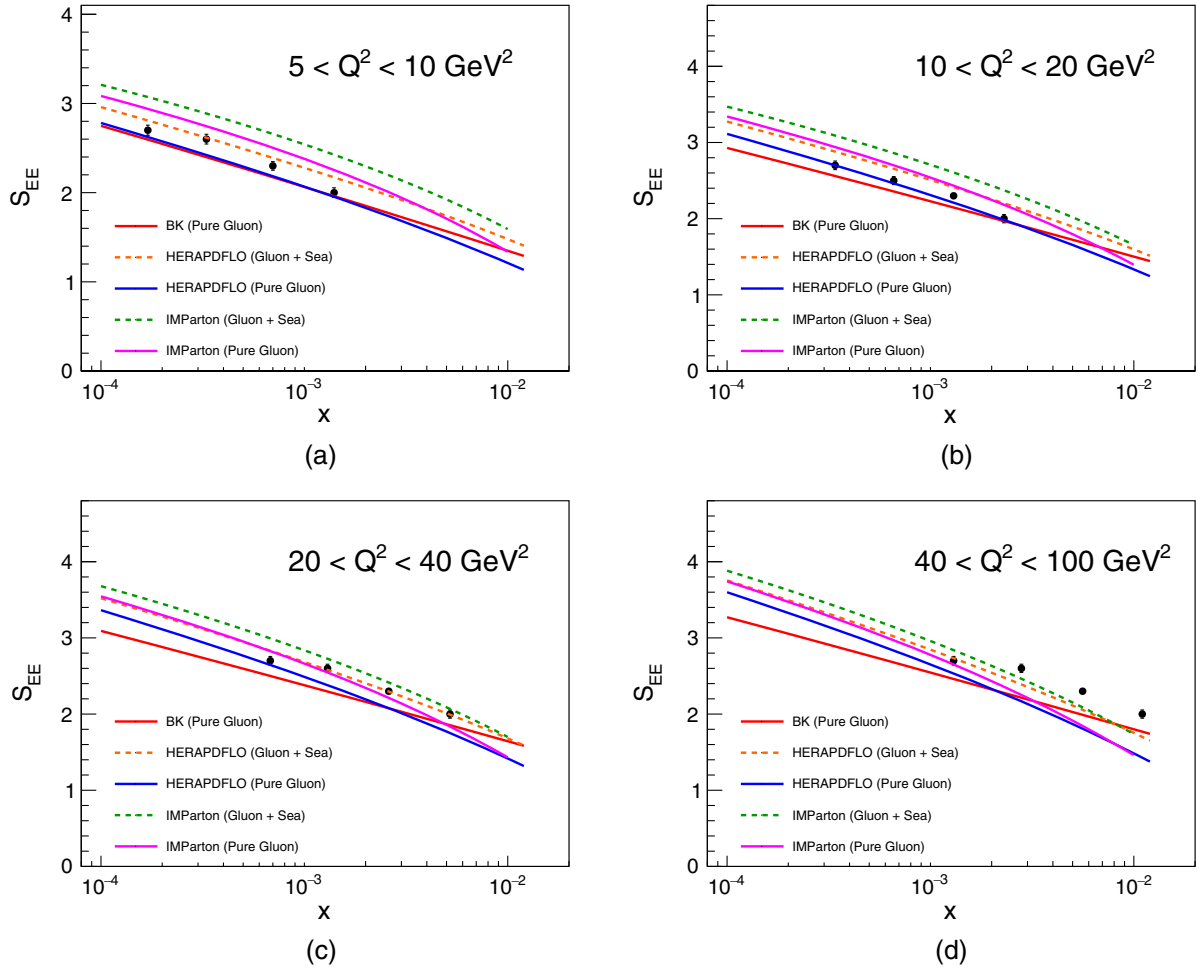 4
5 < Q² < 10 GeV²
3
S_EE
2
BK (Pure Gluon)
HERAPDFLO (Gluon + Sea)
1
HERAPDFLO (Pure Gluon)
IMParton (Gluon + Sea)
IMParton (Pure Gluon)
0
10⁻⁴ 10⁻³ 10⁻²
x
(a)
4
10 < Q² < 20 GeV²
3
S_EE
2
BK (Pure Gluon)
HERAPDFLO (Gluon + Sea)
1
HERAPDFLO (Pure Gluon)
IMParton (Gluon + Sea)
IMParton (Pure Gluon)
0
10⁻⁴ 10⁻³ 10⁻²
x
(b)
4
20 < Q² < 40 GeV²
3
S_EE
2
BK (Pure Gluon)
HERAPDFLO (Gluon + Sea)
1
HERAPDFLO (Pure Gluon)
IMParton (Gluon + Sea)
IMParton (Pure Gluon)
0
10⁻⁴ 10⁻³ 10⁻²
x
(c)
4
40 < Q² < 100 GeV²
3
S_EE
2
BK (Pure Gluon)
HERAPDFLO (Gluon + Sea)
1
HERAPDFLO (Pure Gluon)
IMParton (Gluon + Sea)
IMParton (Pure Gluon)
0
10⁻⁴ 10⁻³ 10⁻²
x
(d)